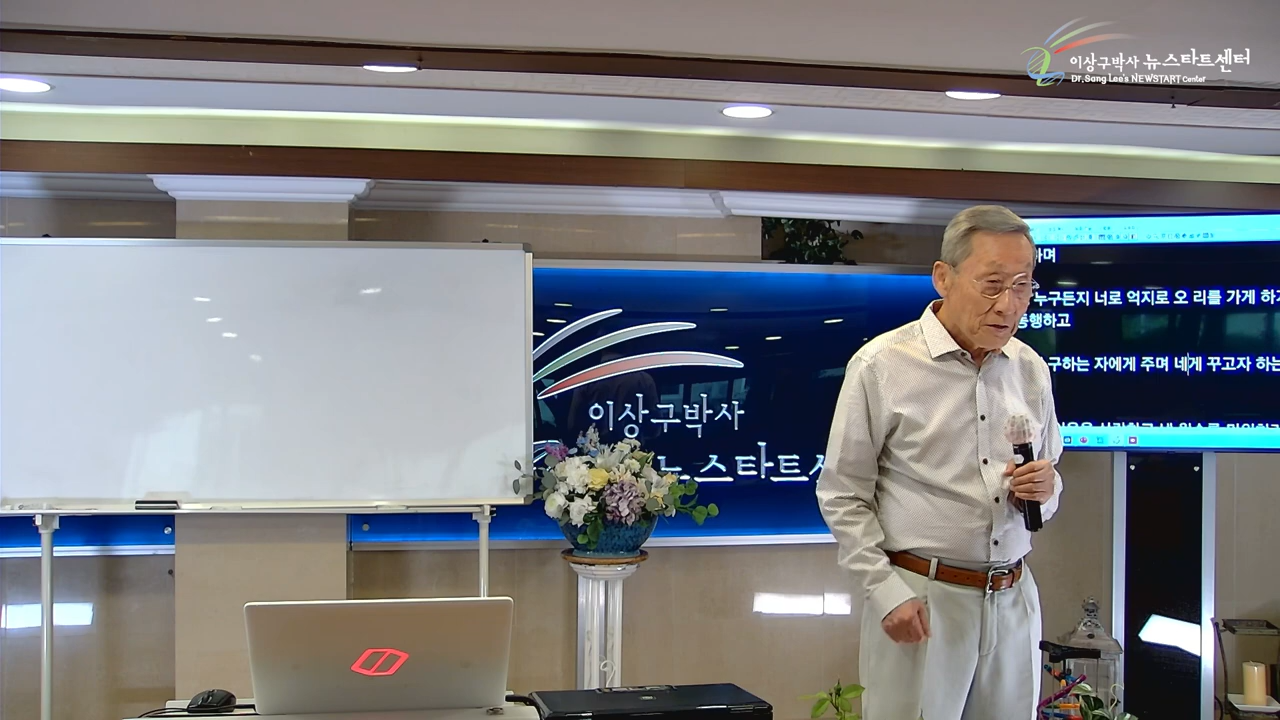 이상구박사 뉴스타트센터
Dr. Sang Lee's NEWSTART Center
하며
누구든지 너로 억지로 오 리를 가게 하
동행하고
구하는 자에게 주며 네게 꾸고자 하는
이상구박사
뉴스타트